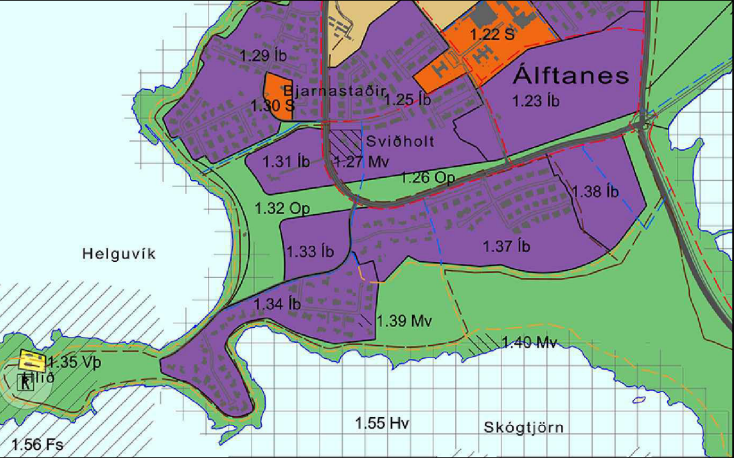 1.22 S
1.29 Íb
Álftanes
Bjarnastaðir
1.30 S
1.25 Íb
1.23 Íb
Sviðholt
1.31 Íb
1.27 Mv
1.26 Op
1.38 Íb
1.32 Op
1.33 Íb
1.37 Íb
Helguvík
1.34 Íb
1.39 Mv
1.40 Mv
1.35 Vþ
Hlið
1.55 Hv
Skógtjörn
1.56 Fs